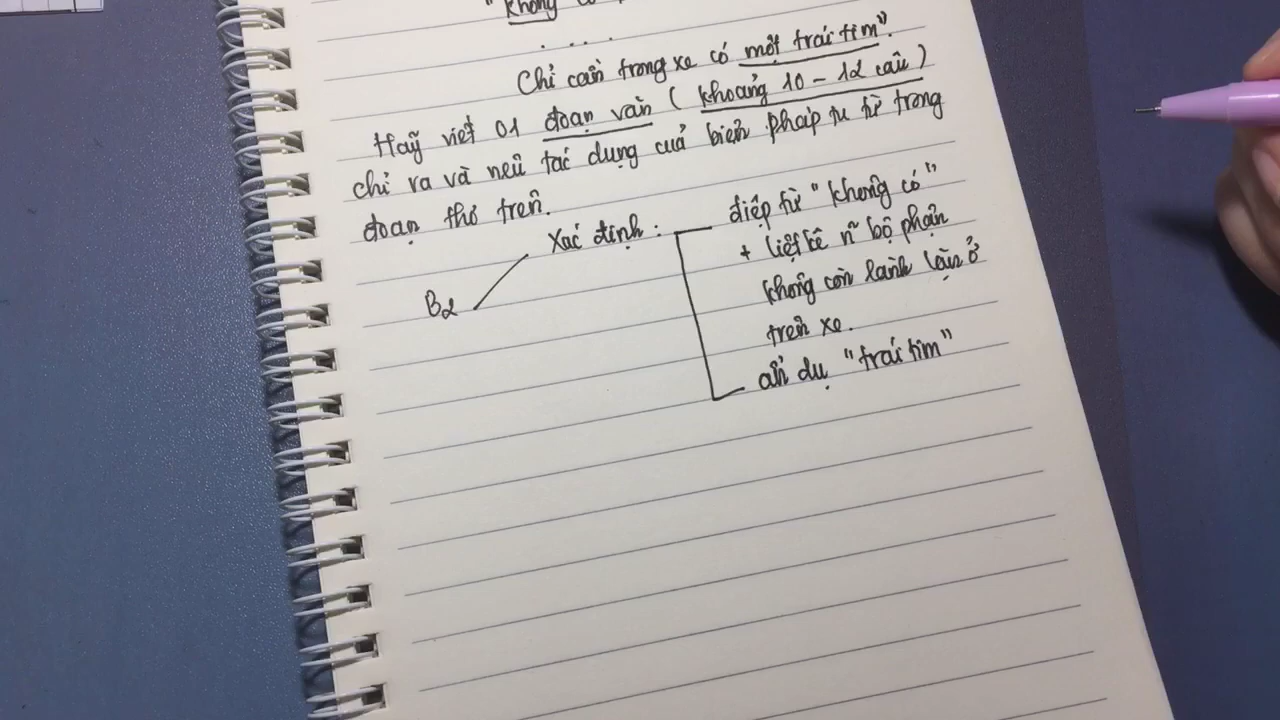 "không có
. . . .
Chỉ cần trong xe có một trái tim".
Hãy viết 01 đoạn văn ( khoảng 10 - 12 câu )
chỉ ra và nêu tác dụng của biện pháp tu từ trong
đoạn thơ trên.
Xác định :
điệp từ "không có"
+ liệt kê n~ bộ phận
không còn lành lặn ở
trên xe.
ẩn dụ "trái tim"
B2